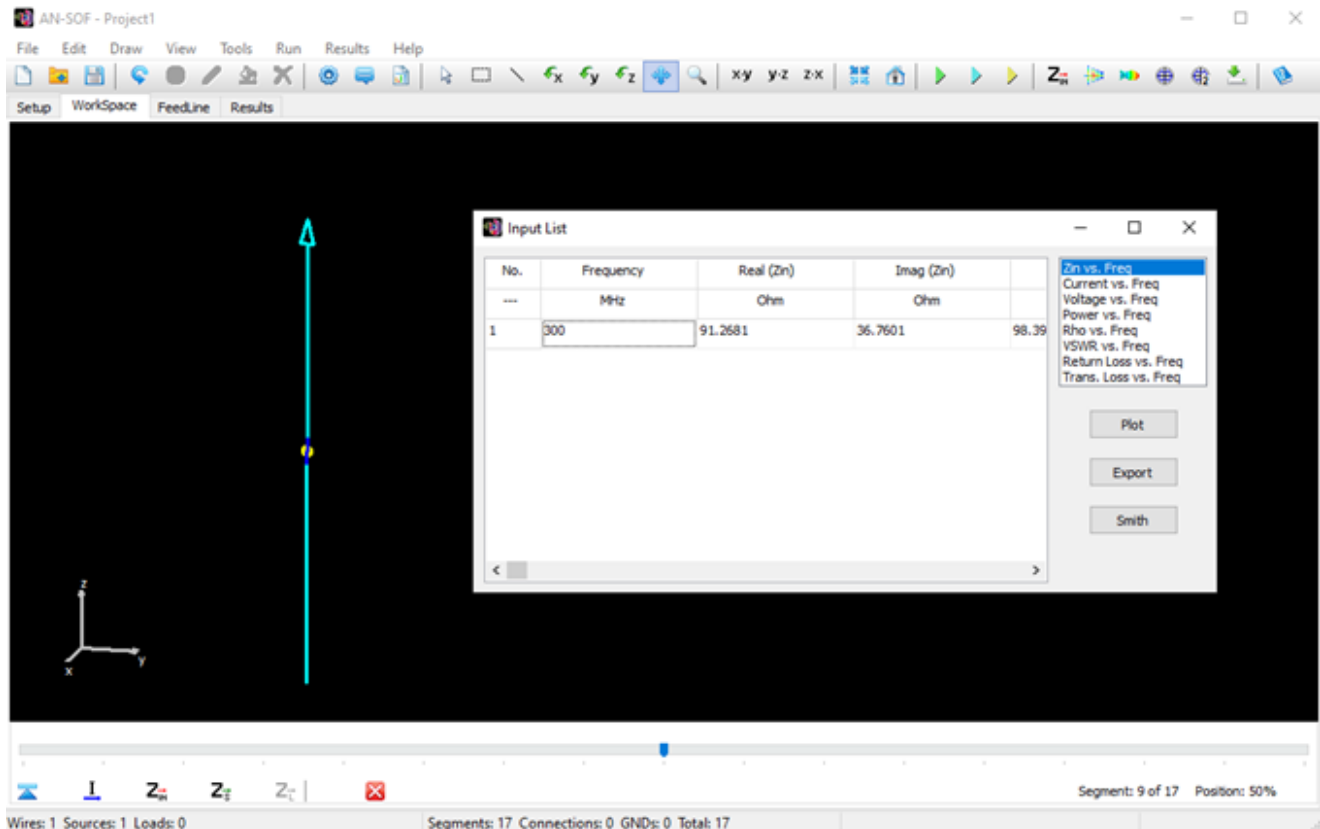 AN-SOF - Project1
File Edit Draw View Tools Run Results Help
x-y y-z z-x
Setup WorkSpace FeedLine Results
Input List
No. Frequency Real (Zin) Imag (Zin)
--- MHz Ohm Ohm
1 300 91.2681 36.7601 98.39
Zin vs. Freq
Current vs. Freq
Voltage vs. Freq
Power vs. Freq
Rho vs. Freq
VSWR vs. Freq
Return Loss vs. Freq
Trans. Loss vs. Freq
Plot
Export
Smith
z
y
x
Segment: 9 of 17 Position: 50%
Wires: 1 Sources: 1 Loads: 0 Segments: 17 Connections: 0 GNDs: 0 Total: 17